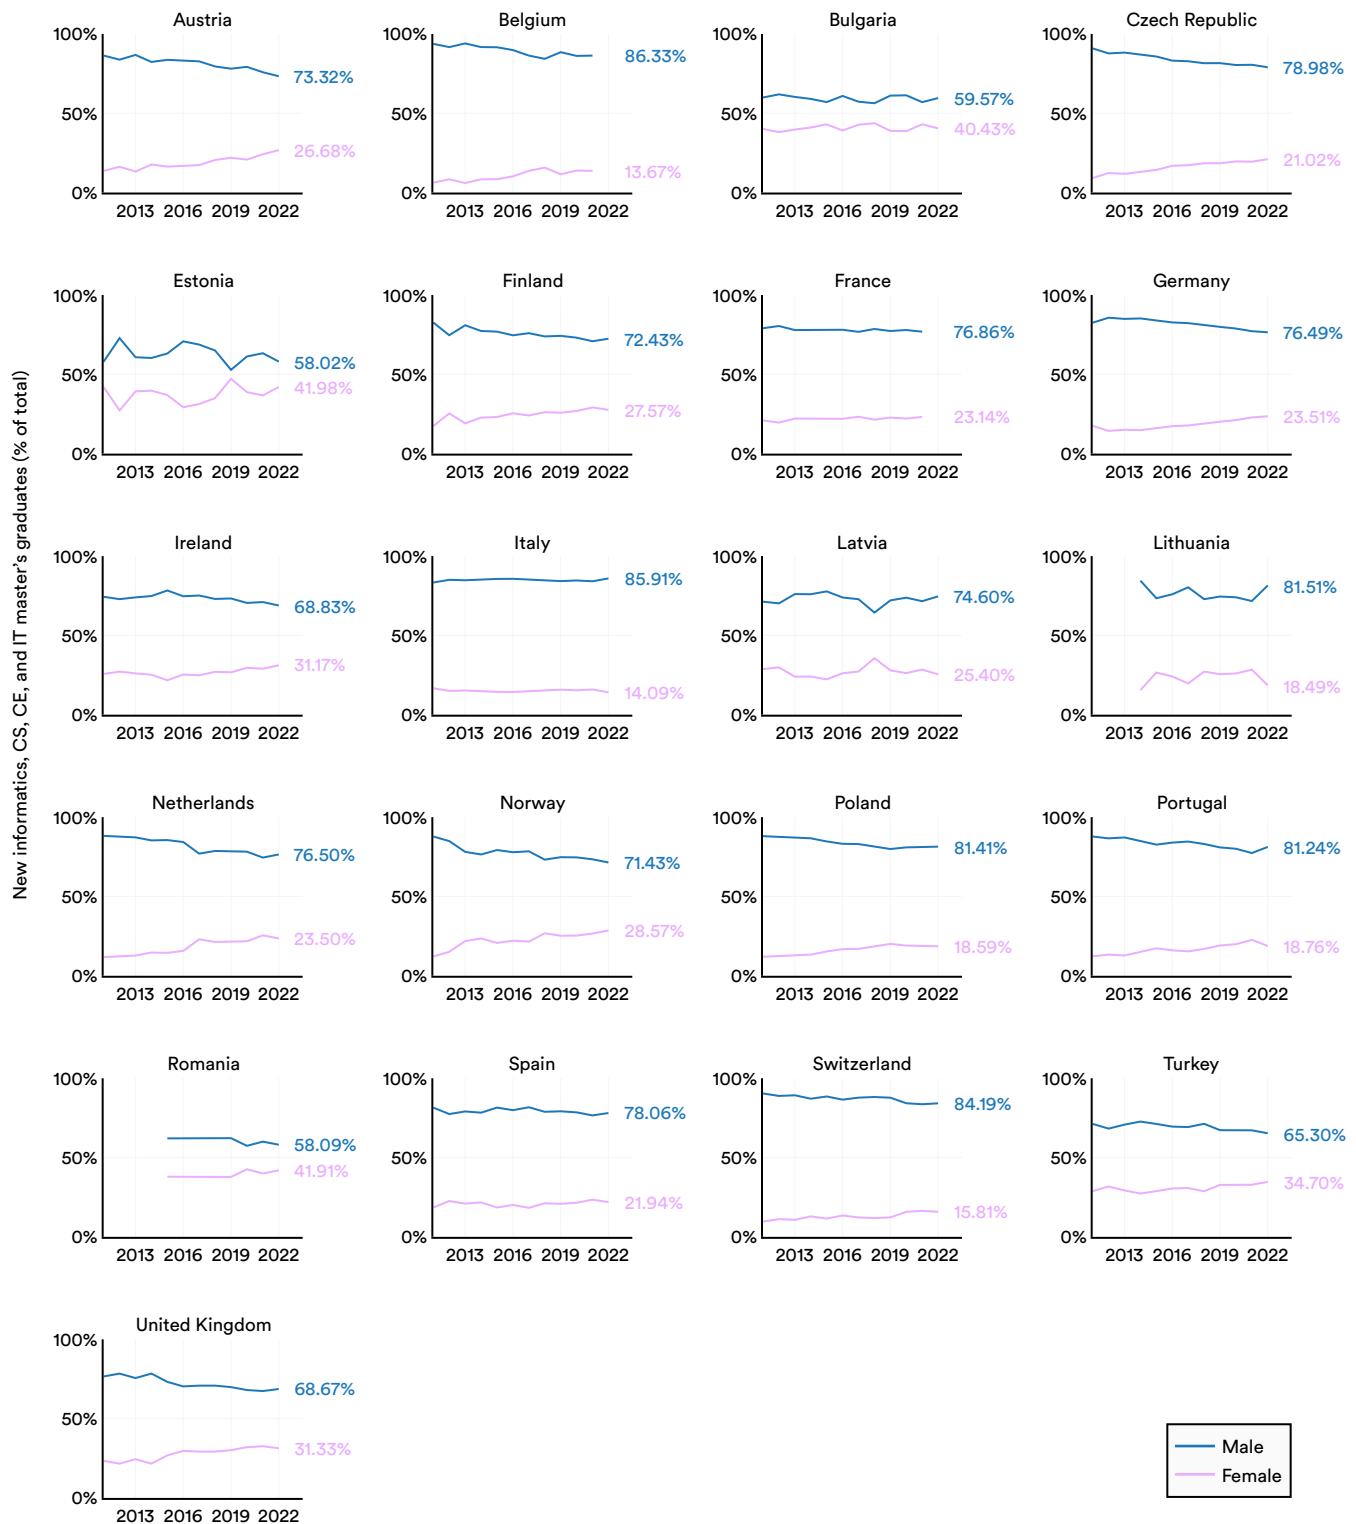 New informatics, CS, CE, and IT master's graduates (% of total)
Austria
100%
50%
0%
73.32%
26.68%
2013 2016 2019 2022
Belgium
100%
50%
0%
86.33%
13.67%
2013 2016 2019 2022
Bulgaria
100%
50%
0%
59.57%
40.43%
2013 2016 2019 2022
Czech Republic
100%
50%
0%
78.98%
21.02%
2013 2016 2019 2022
Estonia
100%
50%
0%
58.02%
41.98%
2013 2016 2019 2022
Finland
100%
50%
0%
72.43%
27.57%
2013 2016 2019 2022
France
100%
50%
0%
76.86%
23.14%
2013 2016 2019 2022
Germany
100%
50%
0%
76.49%
23.51%
2013 2016 2019 2022
Ireland
100%
50%
0%
68.83%
31.17%
2013 2016 2019 2022
Italy
100%
50%
0%
85.91%
14.09%
2013 2016 2019 2022
Latvia
100%
50%
0%
74.60%
25.40%
2013 2016 2019 2022
Lithuania
100%
50%
0%
81.51%
18.49%
2013 2016 2019 2022
Netherlands
100%
50%
0%
76.50%
23.50%
2013 2016 2019 2022
Norway
100%
50%
0%
71.43%
28.57%
2013 2016 2019 2022
Poland
100%
50%
0%
81.41%
18.59%
2013 2016 2019 2022
Portugal
100%
50%
0%
81.24%
18.76%
2013 2016 2019 2022
Romania
100%
50%
0%
58.09%
41.91%
2013 2016 2019 2022
Spain
100%
50%
0%
78.06%
21.94%
2013 2016 2019 2022
Switzerland
100%
50%
0%
84.19%
15.81%
2013 2016 2019 2022
Turkey
100%
50%
0%
65.30%
34.70%
2013 2016 2019 2022
United Kingdom
100%
50%
0%
68.67%
31.33%
2013 2016 2019 2022
Male
Female